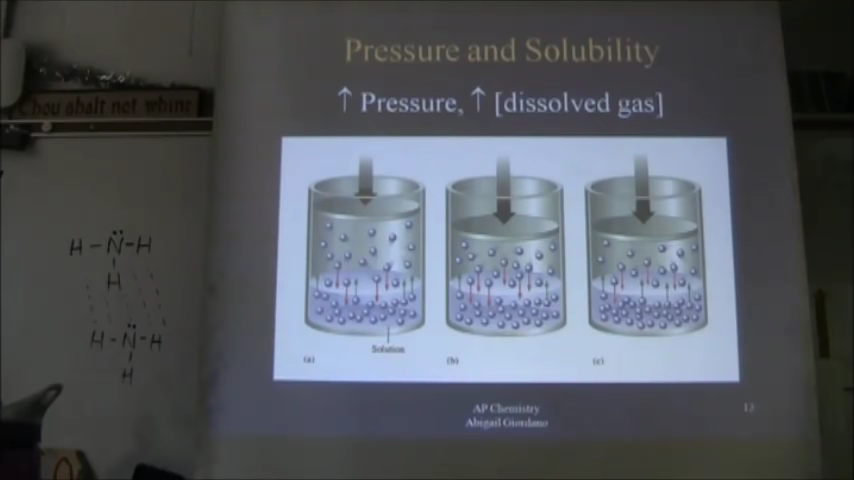 Pressure and Solubility
↑ Pressure, ↑ [dissolved gas]
Thou shalt not whine
H-N̈-H
H
H-N̈-H
H
Solution
(a)
(b)
(c)
AP Chemistry
Abigail Giordano